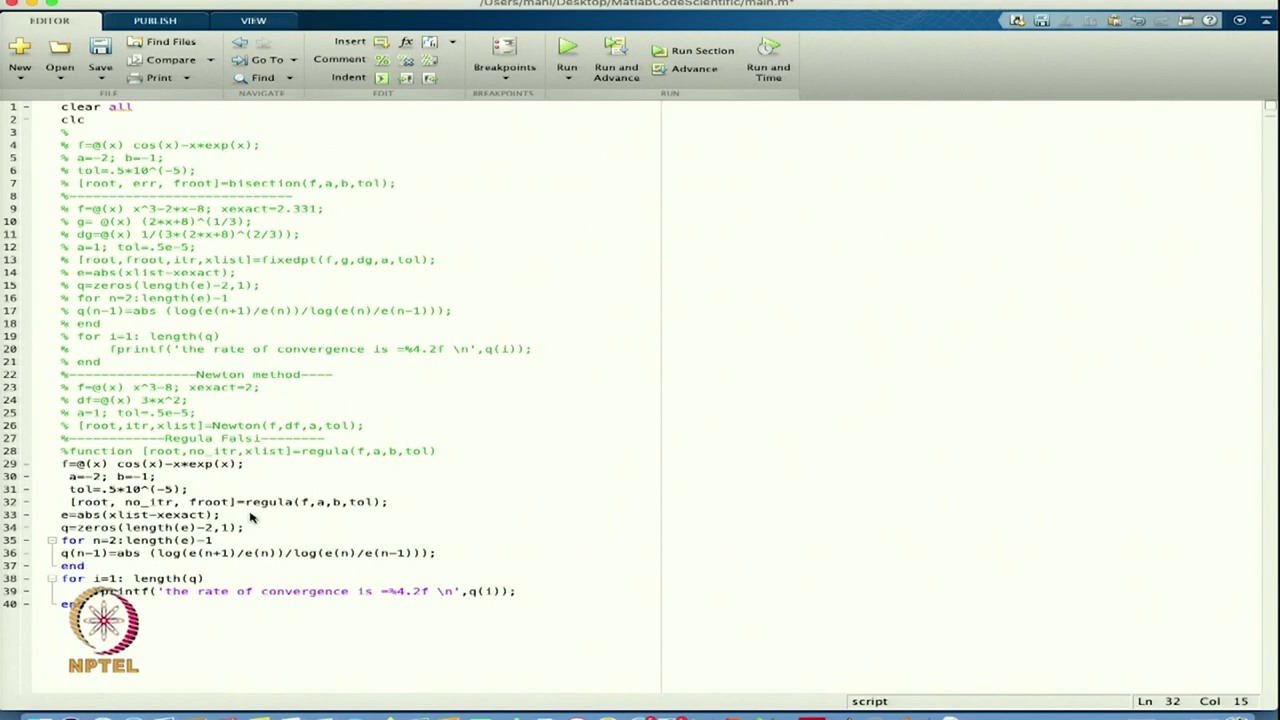 /Users/mani/Desktop/MatlabCodeScientific/main.m*
EDITOR PUBLISH VIEW
New Open Save Find Files Compare Print Go To Find Insert Comment Indent fx Breakpoints Run Run and Advance Run Section Advance Run and Time
FILE NAVIGATE EDIT BREAKPOINTS RUN
1 clear all
2 clc
3 %
4 % f=@(x) cos(x)-x*exp(x);
5 % a=-2; b=-1;
6 % tol=.5*10^(-5);
7 % [root, err, froot]=bisection(f,a,b,tol);
8 %----------------------------
9 % f=@(x) x^3-2*x-8; xexact=2.331;
10 % g= @(x) (2*x+8)^(1/3);
11 % dg=@(x) 1/(3*(2*x+8)^(2/3));
12 % a=1; tol=.5e-5;
13 % [root,froot,itr,xlist]=fixedpt(f,g,dg,a,tol);
14 % e=abs(xlist-xexact);
15 % q=zeros(length(e)-2,1);
16 % for n=2:length(e)-1
17 % q(n-1)=abs (log(e(n+1)/e(n))/log(e(n)/e(n-1)));
18 % end
19 % for i=1: length(q)
20 % fprintf('the rate of convergence is =%4.2f \n',q(i));
21 % end
22 %----------------Newton method----
23 % f=@(x) x^3-8; xexact=2;
24 % df=@(x) 3*x^2;
25 % a=1; tol=.5e-5;
26 % [root,itr,xlist]=Newton(f,df,a,tol);
27 %------------Regula Falsi--------
28 %function [root,no_itr,xlist]=regula(f,a,b,tol)
29 f=@(x) cos(x)-x*exp(x);
30 a=-2; b=-1;
31 tol=.5*10^(-5);
32 [root, no_itr, froot]=regula(f,a,b,tol);
33 e=abs(xlist-xexact);
34 q=zeros(length(e)-2,1);
35 for n=2:length(e)-1
36 q(n-1)=abs (log(e(n+1)/e(n))/log(e(n)/e(n-1)));
37 end
38 for i=1: length(q)
39 fprintf('the rate of convergence is =%4.2f \n',q(i));
40 end
NPTEL
script Ln 32 Col 15